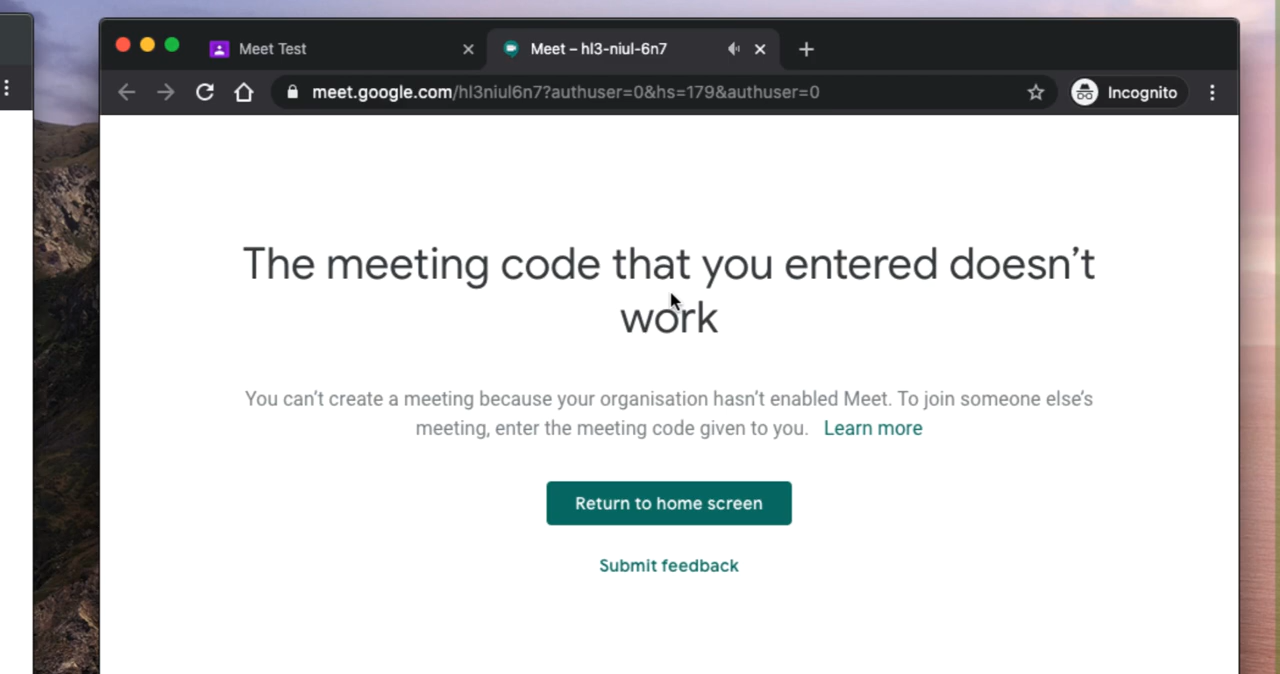 Meet Test
Meet – hl3-niul-6n7
meet.google.com/hl3niul6n7?authuser=0&hs=179&authuser=0
Incognito
The meeting code that you entered doesn’t
work
You can’t create a meeting because your organisation hasn’t enabled Meet. To join someone else’s
meeting, enter the meeting code given to you. Learn more
Return to home screen
Submit feedback